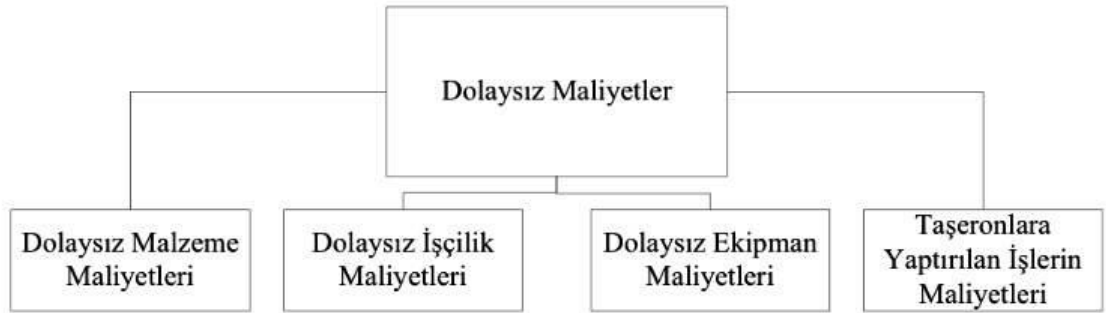 Dolaysız Maliyetler
Dolaysız Malzeme
Maliyetleri
Dolaysız İşçilik
Maliyetleri
Dolaysız Ekipman
Maliyetleri
Taşeronlara
Yaptırılan İşlerin
Maliyetleri